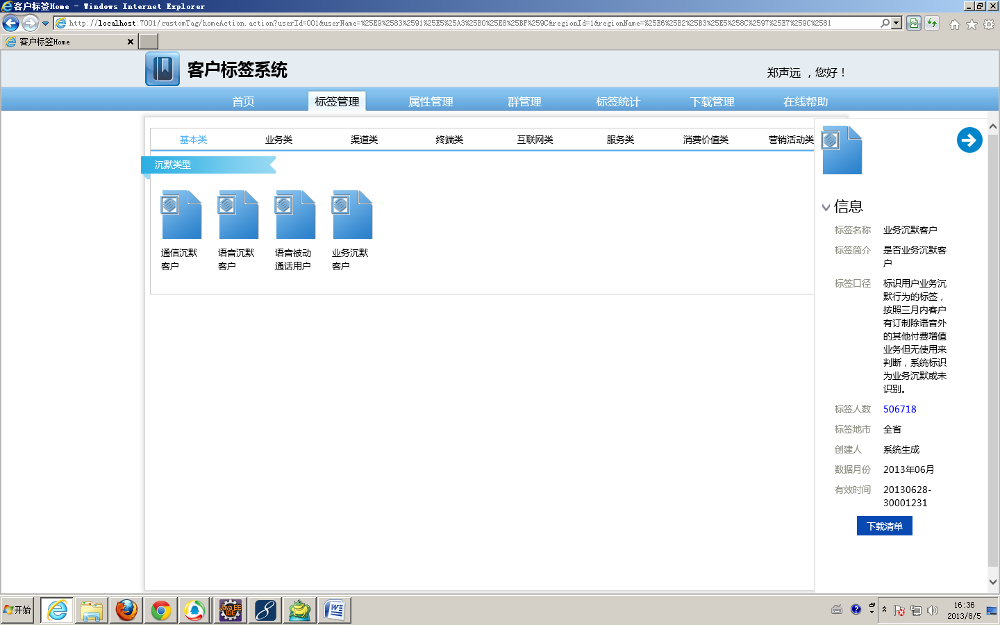 客户标签Home - Windows Internet Explorer
http://localhost:7001/customTag/homeAction.action?userId=001&userName=%25E9%2583%2591%25E5%25A3%25B0%25E8%25BF%259C&regionId=1&regionName=%25E6%25B2%25B3%25E5%258C%2597%25E7%259C%2581
客户标签Home
客户标签系统
郑声远 ，您好！
首页 标签管理 属性管理 群管理 标签统计 下载管理 在线帮助
基本类 业务类 渠道类 终端类 互联网类 服务类 消费价值类 营销活动类
沉默类型
通信沉默
客户
语音沉默
客户
语音被动
通话用户
业务沉默
客户
信息
标签名称 业务沉默客户
标签简介 是否业务沉默客
户
标签口径 标识用户业务沉
默行为的标签，
按照三月内客户
有订制除语音外
的其他付费增值
业务但无使用来
判断，系统标识
为业务沉默或未
识别。
标签人数 506718
标签地市 全省
创建人 系统生成
数据月份 2013年06月
有效时间 20130628-
30001231
下载清单
开始
Java EE
IDE
16:36
2013/8/5